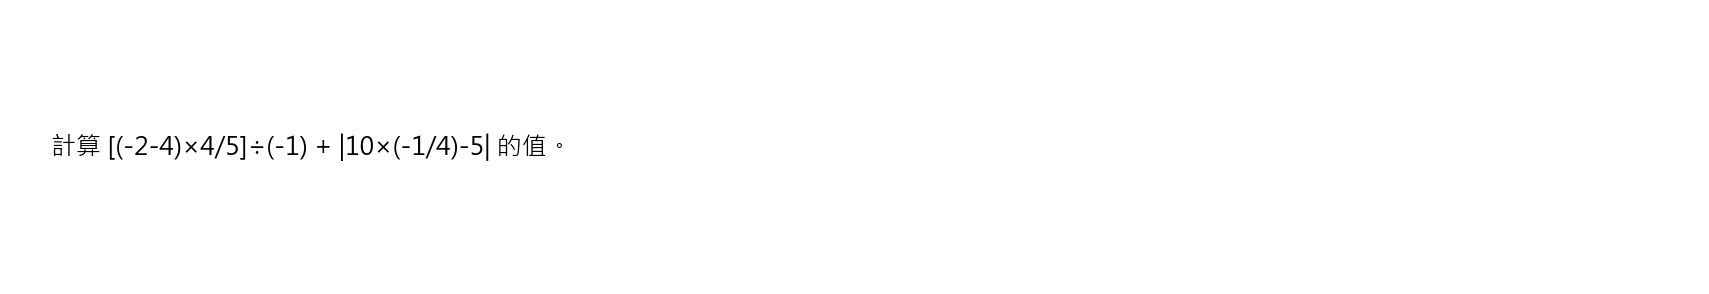 計算 [(-2-4)×4/5]÷(-1) + |10×(-1/4)-5| 的值。